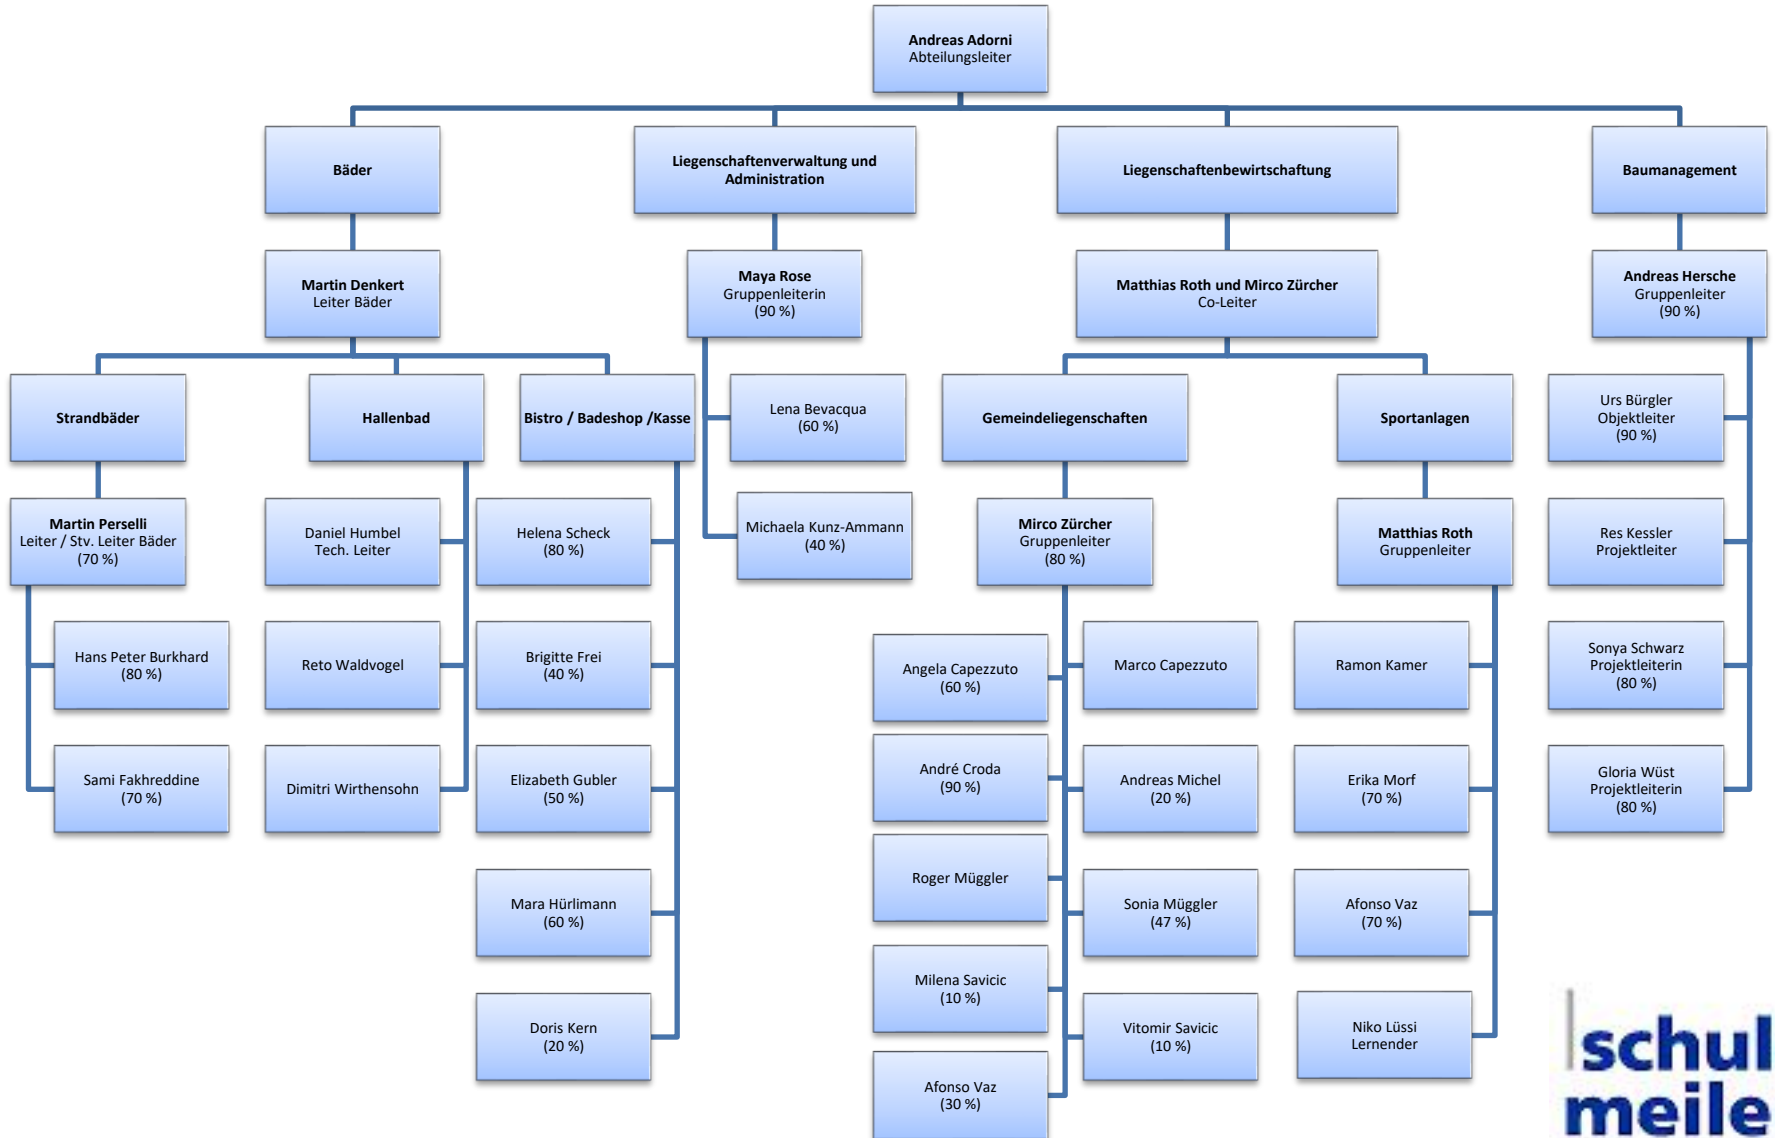 Andreas Adorni
Abteilungsleiter
Bäder
Liegenschaftenverwaltung und
Administration
Liegenschaftenbewirtschaftung
Baumanagement
Martin Denkert
Leiter Bäder
Maya Rose
Gruppenleiterin
(90 %)
Matthias Roth und Mirco Zürcher
Co-Leiter
Andreas Hersche
Gruppenleiter
(90 %)
Strandbäder
Hallenbad
Bistro / Badeshop /Kasse
Lena Bevacqua
(60 %)
Gemeindeliegenschaften
Sportanlagen
Urs Bürgler
Objektleiter
(90 %)
Martin Perselli
Leiter / Stv. Leiter Bäder
(70 %)
Daniel Humbel
Tech. Leiter
Helena Scheck
(80 %)
Michaela Kunz-Ammann
(40 %)
Mirco Zürcher
Gruppenleiter
(80 %)
Matthias Roth
Gruppenleiter
Res Kessler
Projektleiter
Hans Peter Burkhard
(80 %)
Reto Waldvogel
Brigitte Frei
(40 %)
Angela Capezzuto
(60 %)
Marco Capezzuto
Ramon Kamer
Sonya Schwarz
Projektleiterin
(80 %)
Sami Fakhreddine
(70 %)
Dimitri Wirthensohn
Elizabeth Gubler
(50 %)
André Croda
(90 %)
Andreas Michel
(20 %)
Erika Morf
(70 %)
Gloria Wüst
Projektleiterin
(80 %)
Mara Hürlimann
(60 %)
Roger Müggler
Sonia Müggler
(47 %)
Afonso Vaz
(70 %)
Doris Kern
(20 %)
Milena Savicic
(10 %)
Vitomir Savicic
(10 %)
Niko Lüssi
Lernender
Afonso Vaz
(30 %)
schul
meile